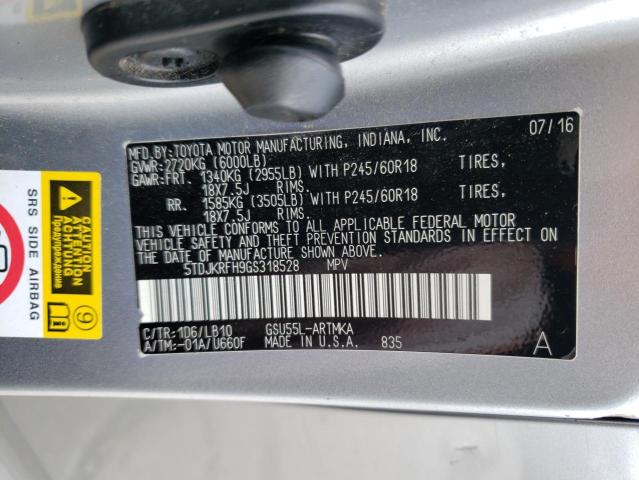 MFD. BY: TOYOTA MOTOR MANUFACTURING, INDIANA, INC. 07/16
GVWR: 2720KG (6000LB)
GAWR: FRT. 1340KG (2955LB) WITH P245/60R18 TIRES,
18X7.5J RIMS.
RR. 1585KG (3505LB) WITH P245/60R18 TIRES,
18X7.5J RIMS.
THIS VEHICLE CONFORMS TO ALL APPLICABLE FEDERAL MOTOR
VEHICLE SAFETY AND THEFT PREVENTION STANDARDS IN EFFECT ON
THE DATE OF MANUFACTURE SHOWN ABOVE.
5TDJKRFH9GS318528 MPV
C/TR: 1D6/LB10 GSU55L-ARTMKA
A/TM: -01A/U660F MADE IN U.S.A. 835 A
SRS SIDE AIRBAG
CAUTION
ACHTUNG
ATTENTION
Предупреждение
9